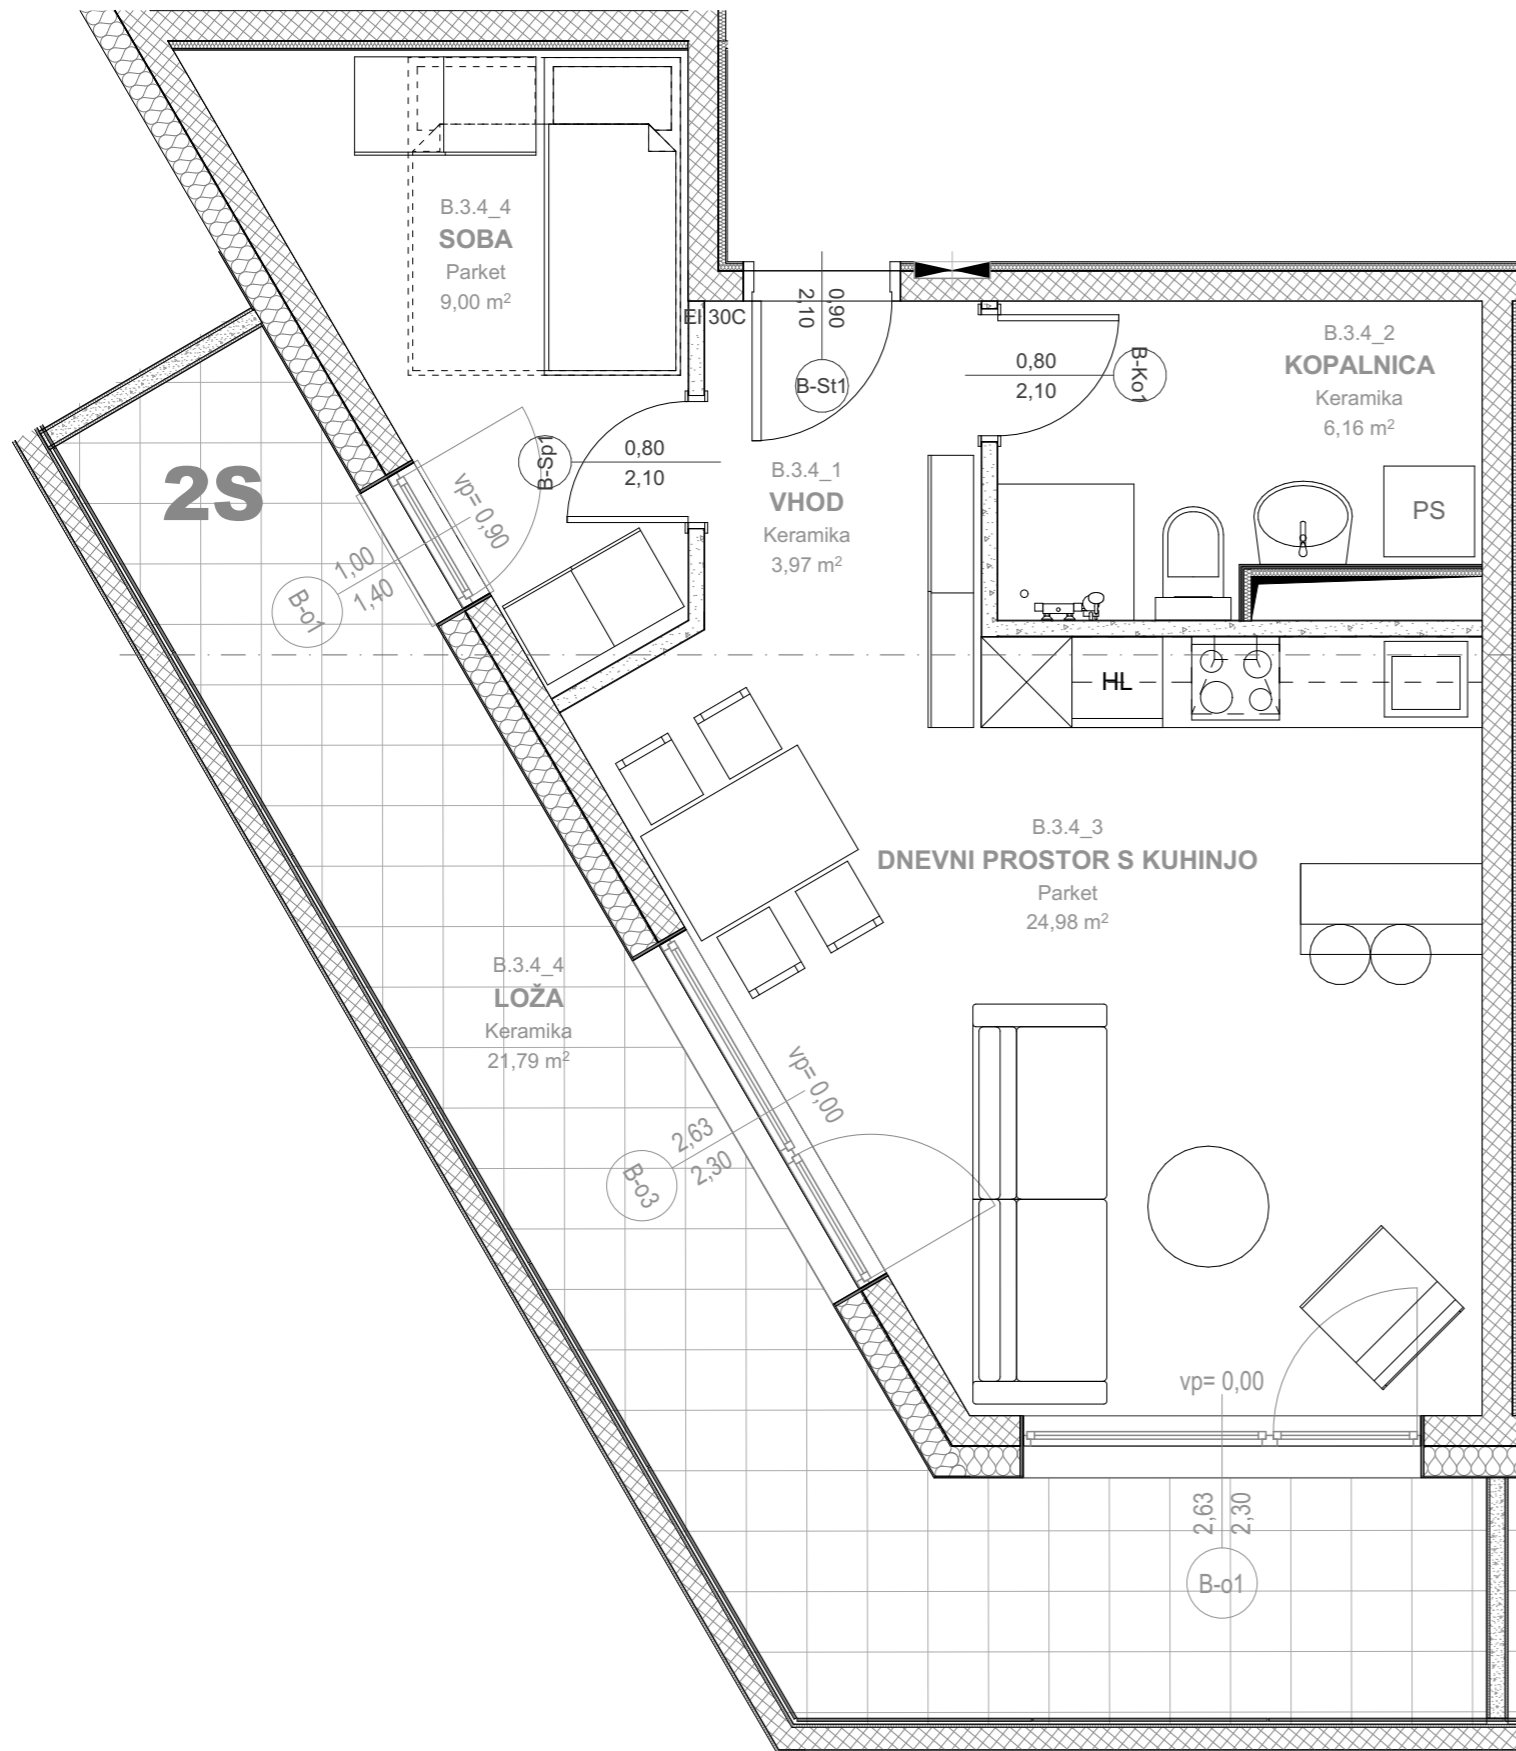 B.3.4_4
SOBA
Parket
9,00 m²
EI 30C
0,90
2,10
B-St1
0,80
2,10
B-Ko1
B.3.4_2
KOPALNICA
Keramika
6,16 m²
B-Sd1
0,80
2,10
B.3.4_1
VHOD
Keramika
3,97 m²
PS
2S
vp= 0,90
1,00
1,40
B-o1
HL
B.3.4_3
DNEVNI PROSTOR S KUHINJO
Parket
24,98 m²
B.3.4_4
LOŽA
Keramika
21,79 m²
vp= 0,00
2,63
2,30
B-o3
vp= 0,00
2,63
2,30
B-o1